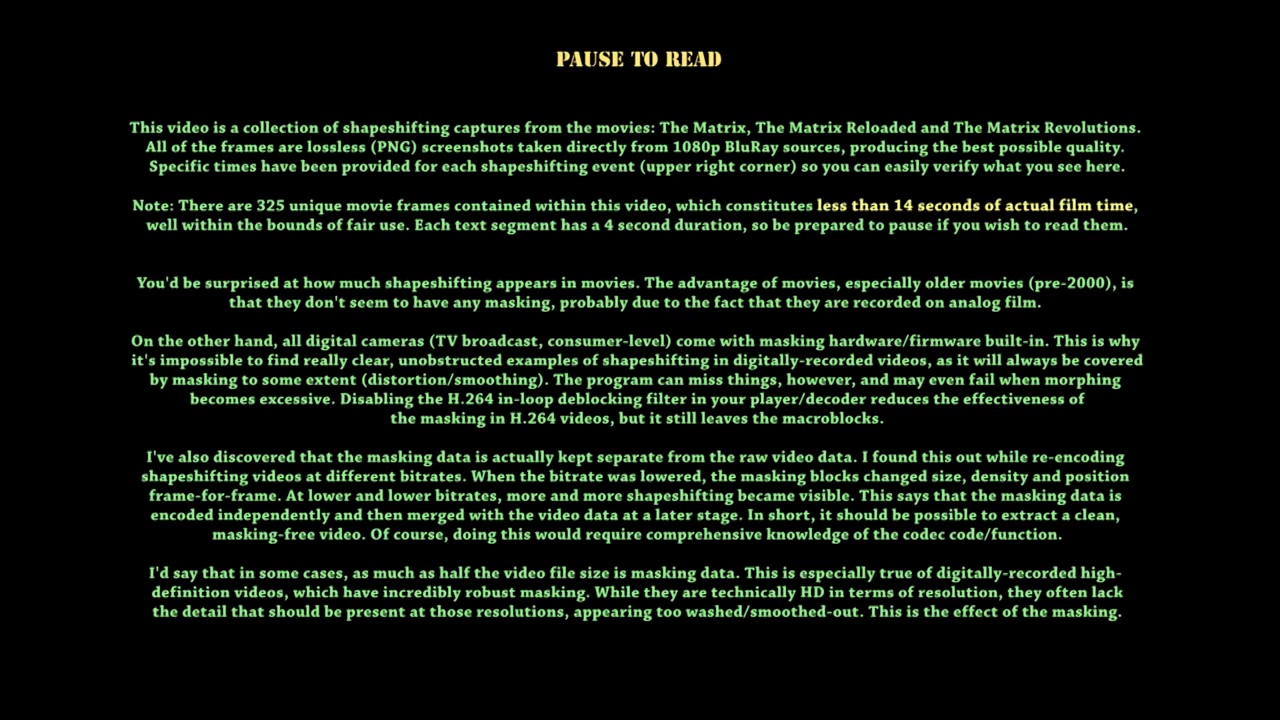 PAUSE TO READ
This video is a collection of shapeshifting captures from the movies: The Matrix, The Matrix Reloaded and The Matrix Revolutions.
All of the frames are lossless (PNG) screenshots taken directly from 1080p BluRay sources, producing the best possible quality.
Specific times have been provided for each shapeshifting event (upper right corner) so you can easily verify what you see here.
Note: There are 325 unique movie frames contained within this video, which constitutes less than 14 seconds of actual film time,
well within the bounds of fair use. Each text segment has a 4 second duration, so be prepared to pause if you wish to read them.
You'd be surprised at how much shapeshifting appears in movies. The advantage of movies, especially older movies (pre-2000), is
that they don't seem to have any masking, probably due to the fact that they are recorded on analog film.
On the other hand, all digital cameras (TV broadcast, consumer-level) come with masking hardware/firmware built-in. This is why
it's impossible to find really clear, unobstructed examples of shapeshifting in digitally-recorded videos, as it will always be covered
by masking to some extent (distortion/smoothing). The program can miss things, however, and may even fail when morphing
becomes excessive. Disabling the H.264 in-loop deblocking filter in your player/decoder reduces the effectiveness of
the masking in H.264 videos, but it still leaves the macroblocks.
I've also discovered that the masking data is actually kept separate from the raw video data. I found this out while re-encoding
shapeshifting videos at different bitrates. When the bitrate was lowered, the masking blocks changed size, density and position
frame-for-frame. At lower and lower bitrates, more and more shapeshifting became visible. This says that the masking data is
encoded independently and then merged with the video data at a later stage. In short, it should be possible to extract a clean,
masking-free video. Of course, doing this would require comprehensive knowledge of the codec code/function.
I'd say that in some cases, as much as half the video file size is masking data. This is especially true of digitally-recorded high-
definition videos, which have incredibly robust masking. While they are technically HD in terms of resolution, they often lack
the detail that should be present at those resolutions, appearing too washed/smoothed-out. This is the effect of the masking.